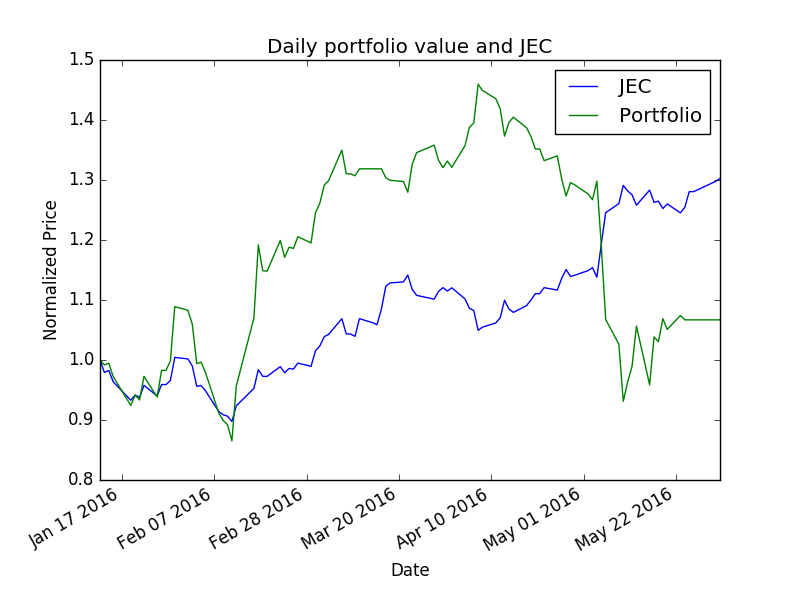 Daily portfolio value and JEC
JEC
Portfolio
Normalized Price
1.5
1.4
1.3
1.2
1.1
1.0
0.9
0.8
Jan 17 2016
Feb 07 2016
Feb 28 2016
Mar 20 2016
Apr 10 2016
May 01 2016
May 22 2016
Date